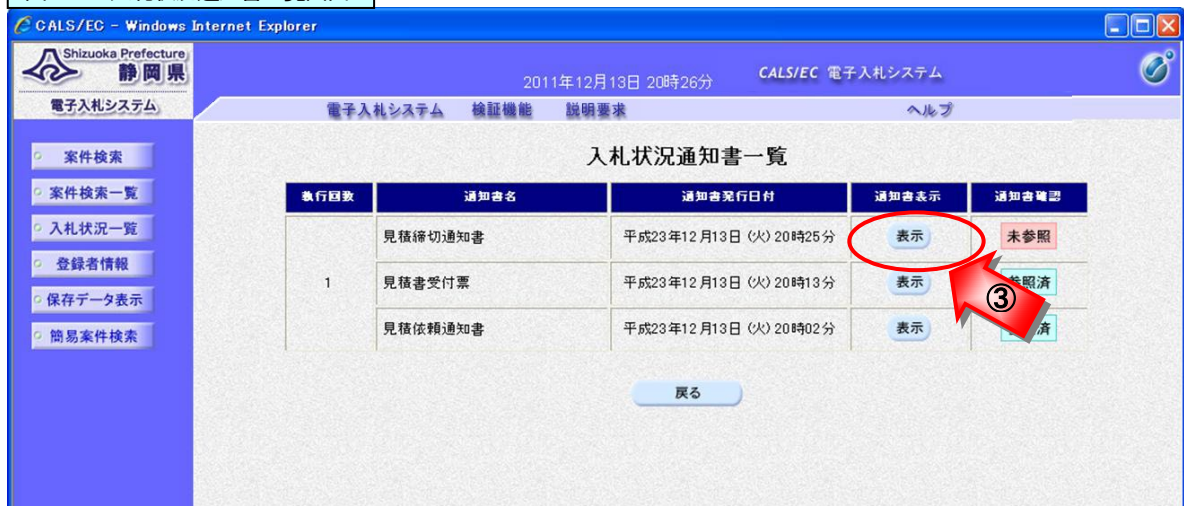 CALS/EC - Windows Internet Explorer
Shizuoka Prefecture
静岡県
電子入札システム
2011年12月13日 20時26分
CALS/EC 電子入札システム
電子入札システム 検証機能 説明要求 ヘルプ
案件検索
案件検索一覧
入札状況一覧
登録者情報
保存データ表示
簡易案件検索
入札状況通知書一覧
執行回数 通知書名 通知書発行日付 通知書表示 通知書確認
見積締切通知書 平成23年12月13日 (火) 20時25分 表示 未参照
1 見積書受付票 平成23年12月13日 (火) 20時13分 表示 参照済
③
見積依頼通知書 平成23年12月13日 (火) 20時02分 表示 済
戻る